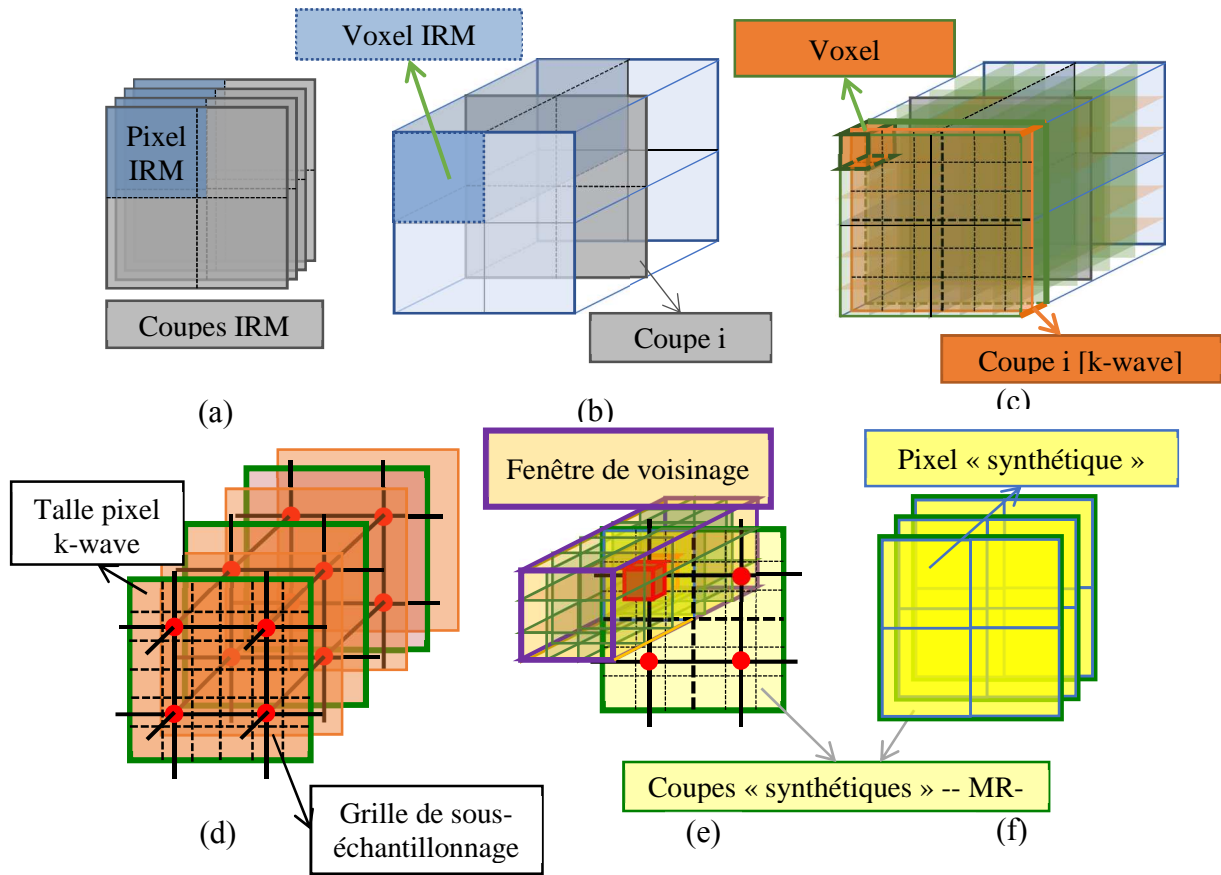 Voxel IRM
Voxel
Pixel
IRM
Coupes IRM
Coupe i
Coupe i [k-wave]
(a)
(b)
(c)
Talle pixel
k-wave
Fenêtre de voisinage
Pixel « synthétique »
Grille de sous-
échantillonnage
Coupes « synthétiques » -- MR-
(d)
(e)
(f)